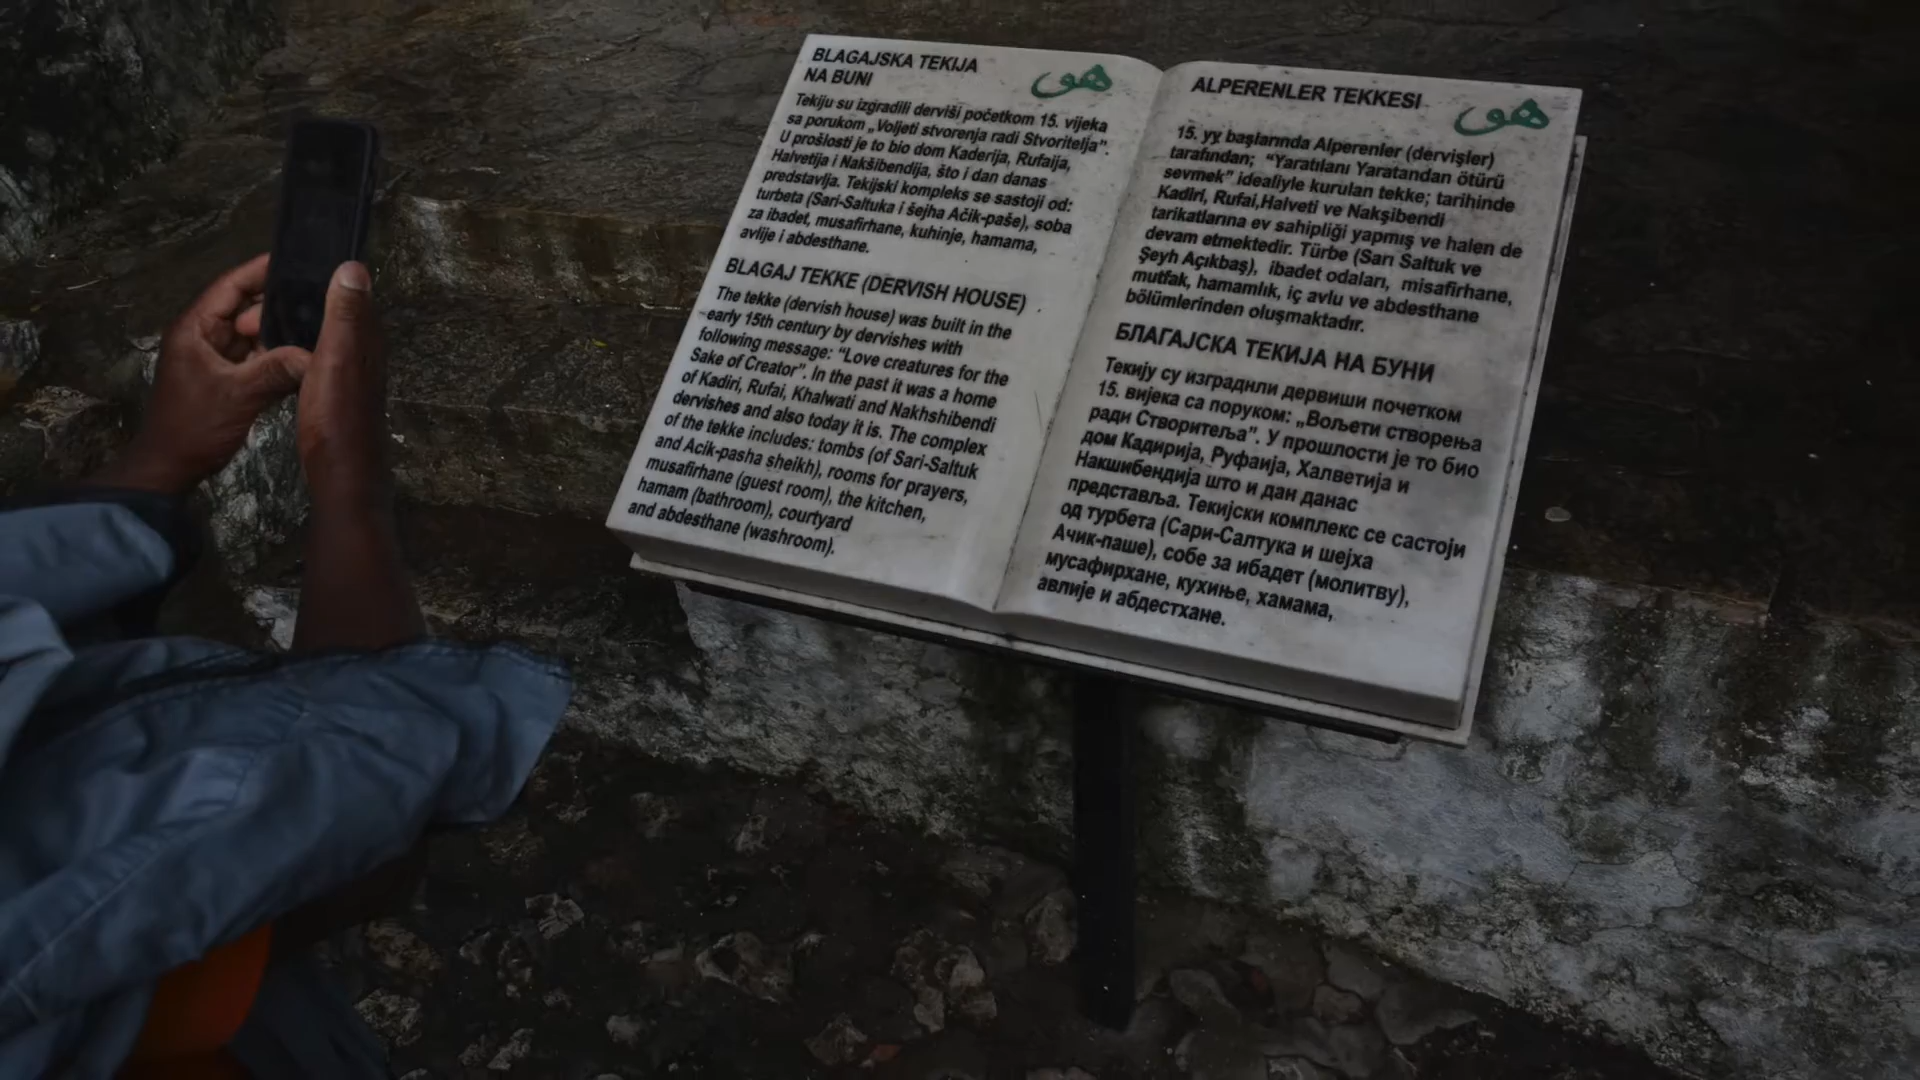 BLAGAJSKA TEKIJA
NA BUNI
هو
Tekiju su izgradili derviši početkom 15. vijeka
sa porukom „Voljeti stvorenja radi Stvoritelja”.
U prošlosti je to bio dom Kaderija, Rufaija,
Halvetija i Nakšibendija, što i dan danas
predstavlja. Tekijski kompleks se sastoji od:
turbeta (Sari-Saltuka i šejha Ačik-paše), soba
za ibadet, musafirhane, kuhinje, hamama,
avlije i abdesthane.
BLAGAJ TEKKE (DERVISH HOUSE)
The tekke (dervish house) was built in the
early 15th century by dervishes with
following message: “Love creatures for the
Sake of Creator”. In the past it was a home
of Kadiri, Rufai, Khalwati and Nakhshibendi
dervishes and also today it is. The complex
of the tekke includes: tombs (of Sari-Saltuk
and Acik-pasha sheikh), rooms for prayers,
musafirhane (guest room), the kitchen,
hamam (bathroom), courtyard
and abdesthane (washroom).
ALPERENLER TEKKESI
هو
15. yy başlarında Alperenler (dervişler)
tarafından; “Yaratılanı Yaratandan ötürü
sevmek” idealiyle kurulan tekke; tarihinde
Kadiri, Rufai,Halveti ve Nakşibendi
tarikatlarına ev sahipliği yapmış ve halen de
devam etmektedir. Türbe (Sarı Saltuk ve
Şeyh Açıkbaş), ibadet odaları, misafirhane,
mutfak, hamamlık, iç avlu ve abdesthane
bölümlerinden oluşmaktadır.
БЛАГАЈСКА ТЕКИЈА НА БУНИ
Текију су изграднли дервиши почетком
15. вијека са поруком: „Вољети створења
ради Створитеља”. У прошлости је то био
дом Кадирија, Руфаија, Халветија и
Накшибендија што и дан данас
представља. Текијски комплекс се састоји
од турбета (Сари-Салтука и шејха
Ачик-паше), собе за ибадет (молитву),
мусафирхане, кухиње, хамама,
авлије и абдестхане.